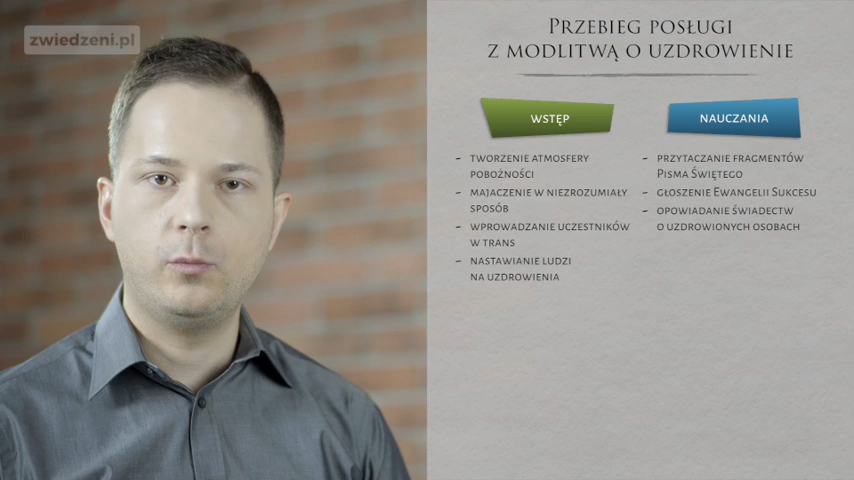 zwiedzeni.pl
Przebieg posługi
z modlitwą o uzdrowienie
WSTĘP
- tworzenie atmosfery
pobożności
- majaczenie w niezrozumiały
sposób
- wprowadzanie uczestników
w trans
- nastawianie ludzi
na uzdrowienia
NAUCZANIA
- przytaczanie fragmentów
Pisma Świętego
- głoszenie Ewangelii Sukcesu
- opowiadanie świadectw
o uzdrowionych osobach